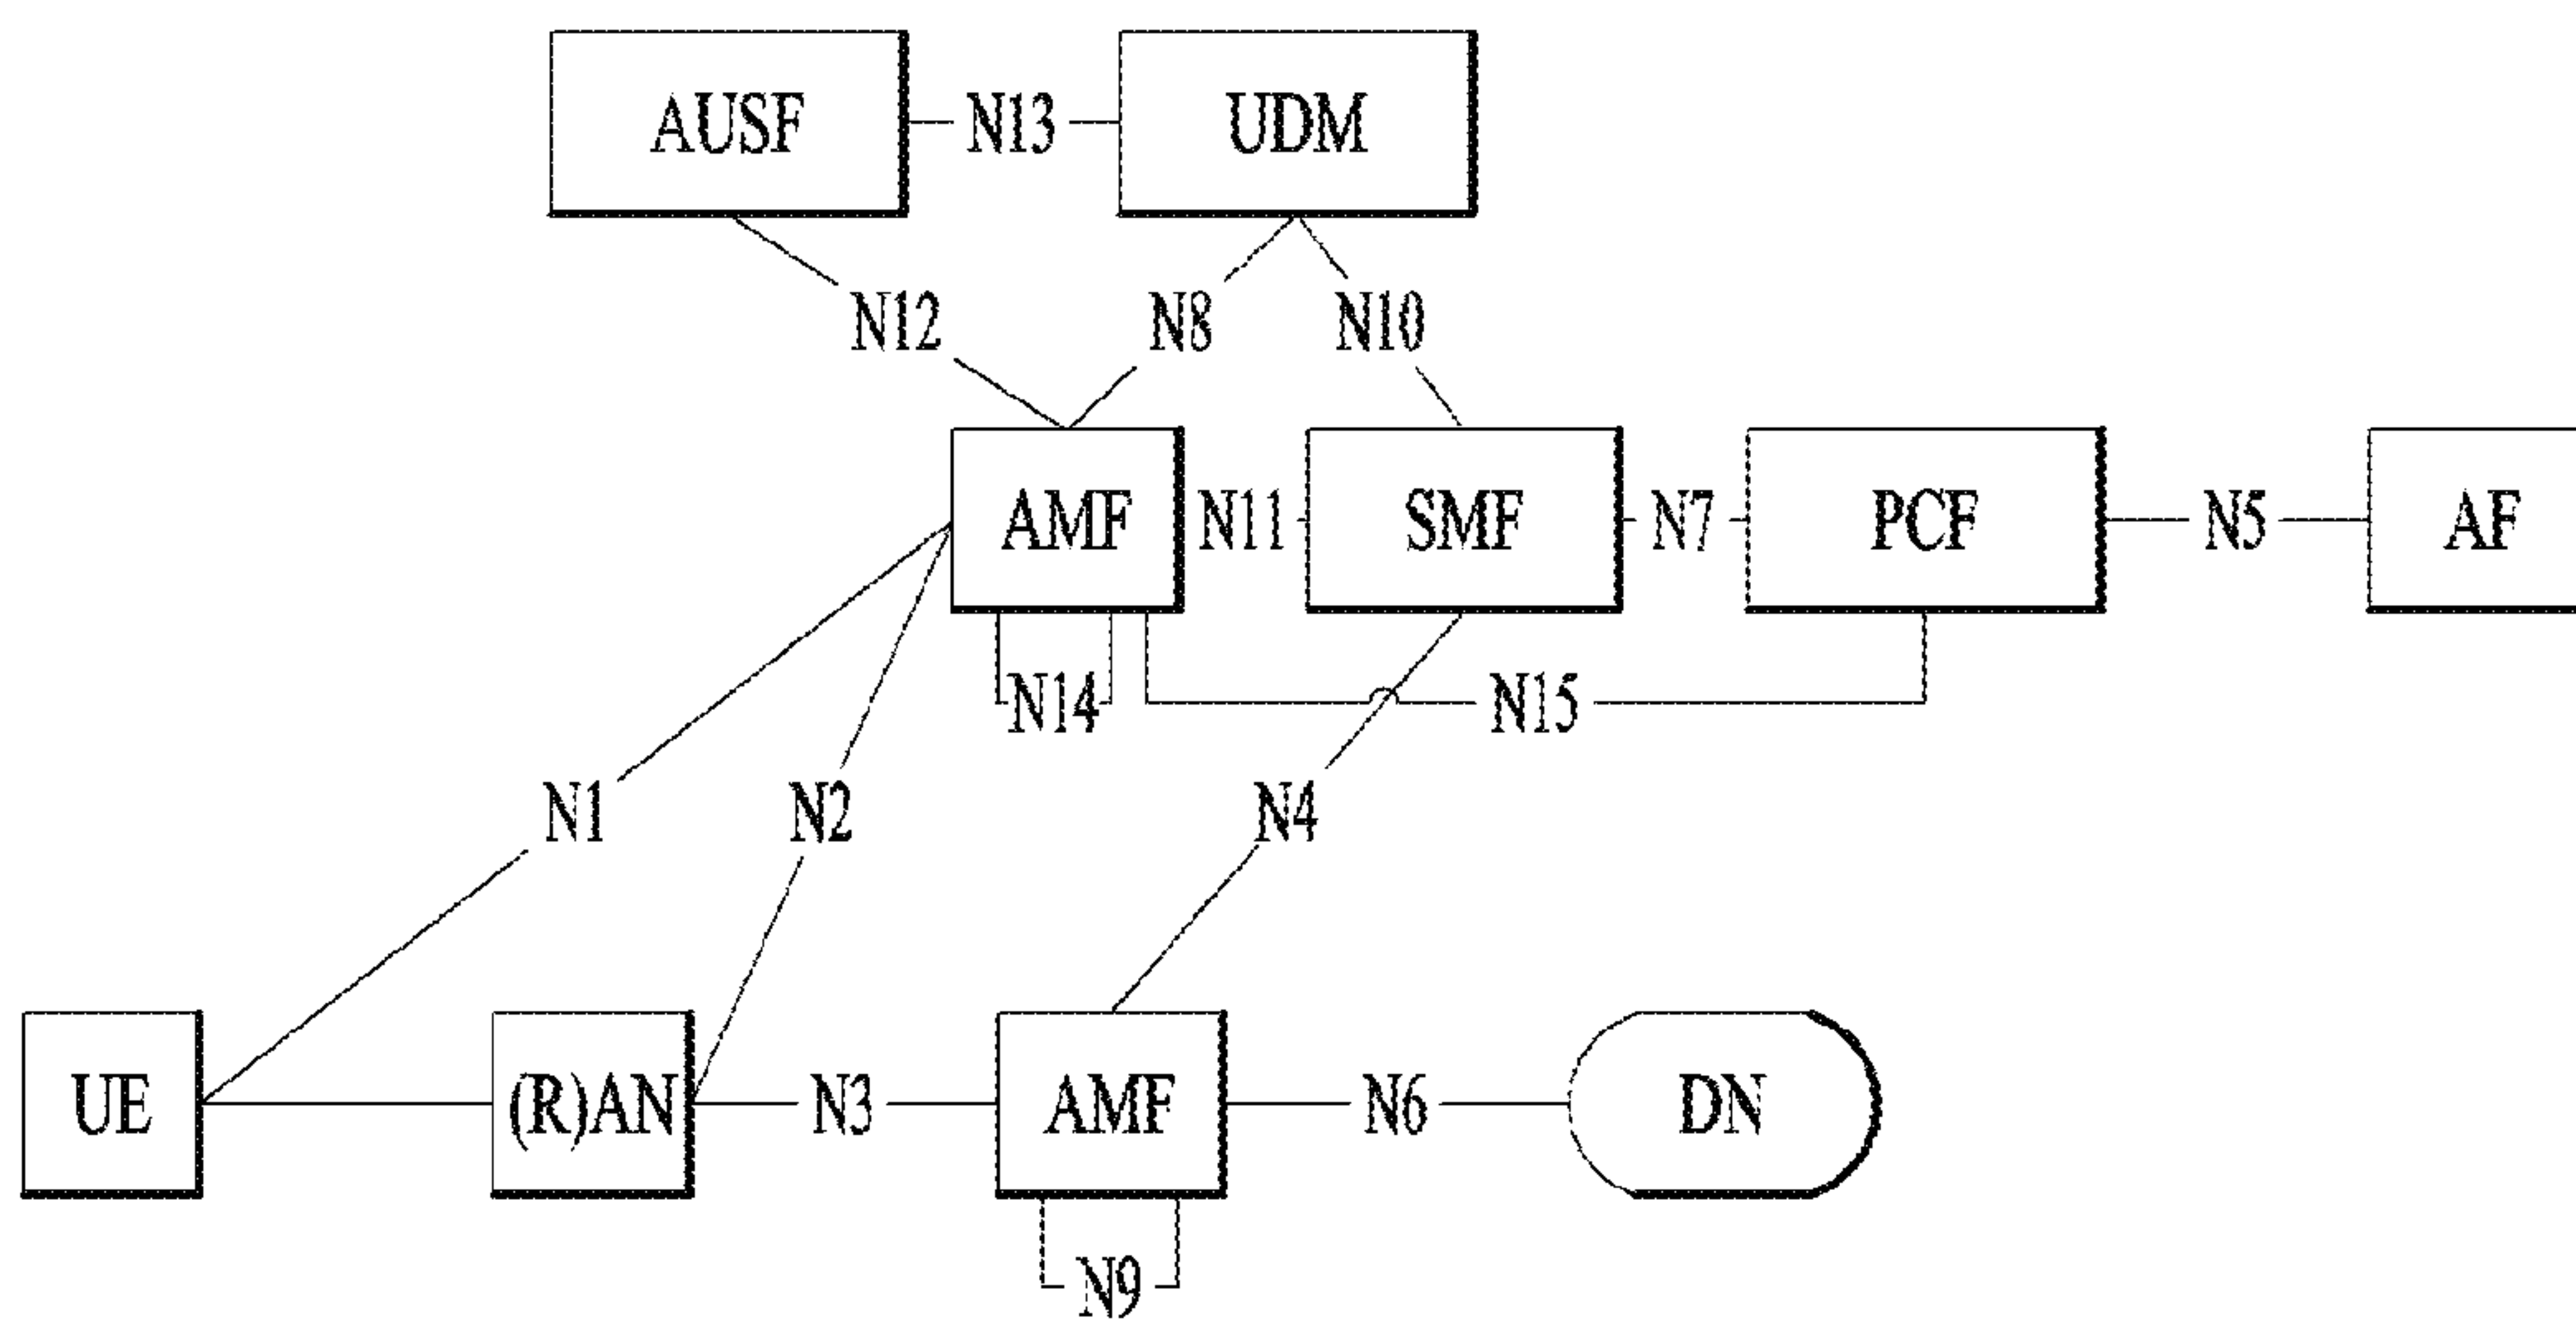 AUSF N13 UDM
N12 N8 N10
AMF N11 SMF N7 PCF N5 AF
N14 N15
N1 N2 N4
UE (R)AN N3 AMF N6 DN
N9